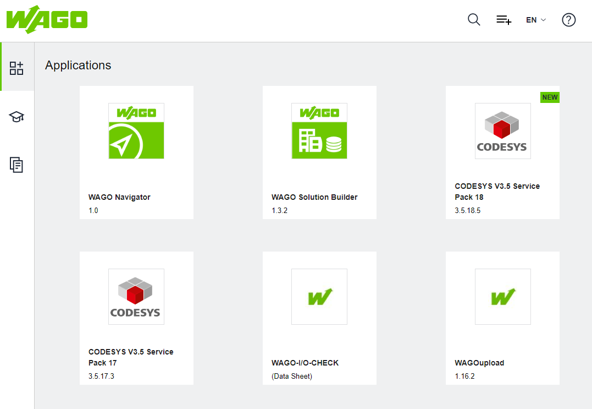 WAGO
EN
Applications
WAGO
WAGO Navigator
1.0
WAGO
WAGO Solution Builder
1.3.2
NEW
CODESYS
CODESYS V3.5 Service
Pack 18
3.5.18.5
CODESYS
CODESYS V3.5 Service
Pack 17
3.5.17.3
W
WAGO-I/O-CHECK
(Data Sheet)
W
WAGOupload
1.16.2